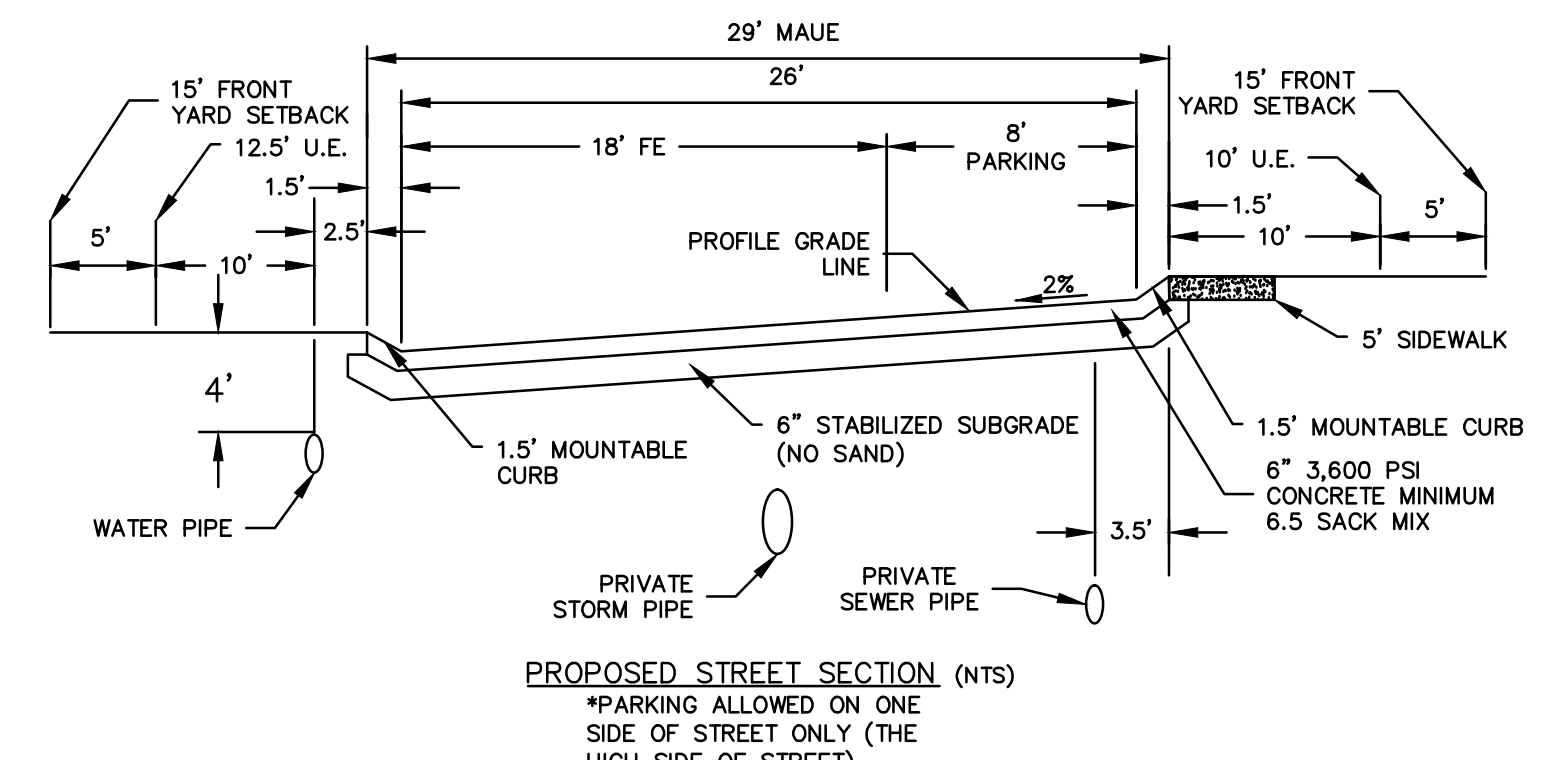 29' MAUE
26'
15' FRONT
YARD SETBACK
12.5' U.E.
18' FE
8'
PARKING
15' FRONT
YARD SETBACK
10' U.E.
1.5'
2.5'
5'
10'
1.5'
10'
5'
PROFILE GRADE
LINE
2%
4'
5' SIDEWALK
1.5' MOUNTABLE
CURB
6" STABILIZED SUBGRADE
(NO SAND)
1.5' MOUNTABLE CURB
6" 3,600 PSI
CONCRETE MINIMUM
6.5 SACK MIX
WATER PIPE
3.5'
PRIVATE
STORM PIPE
PRIVATE
SEWER PIPE
PROPOSED STREET SECTION (NTS)
*PARKING ALLOWED ON ONE
SIDE OF STREET ONLY (THE
HIGH SIDE OF STREET)